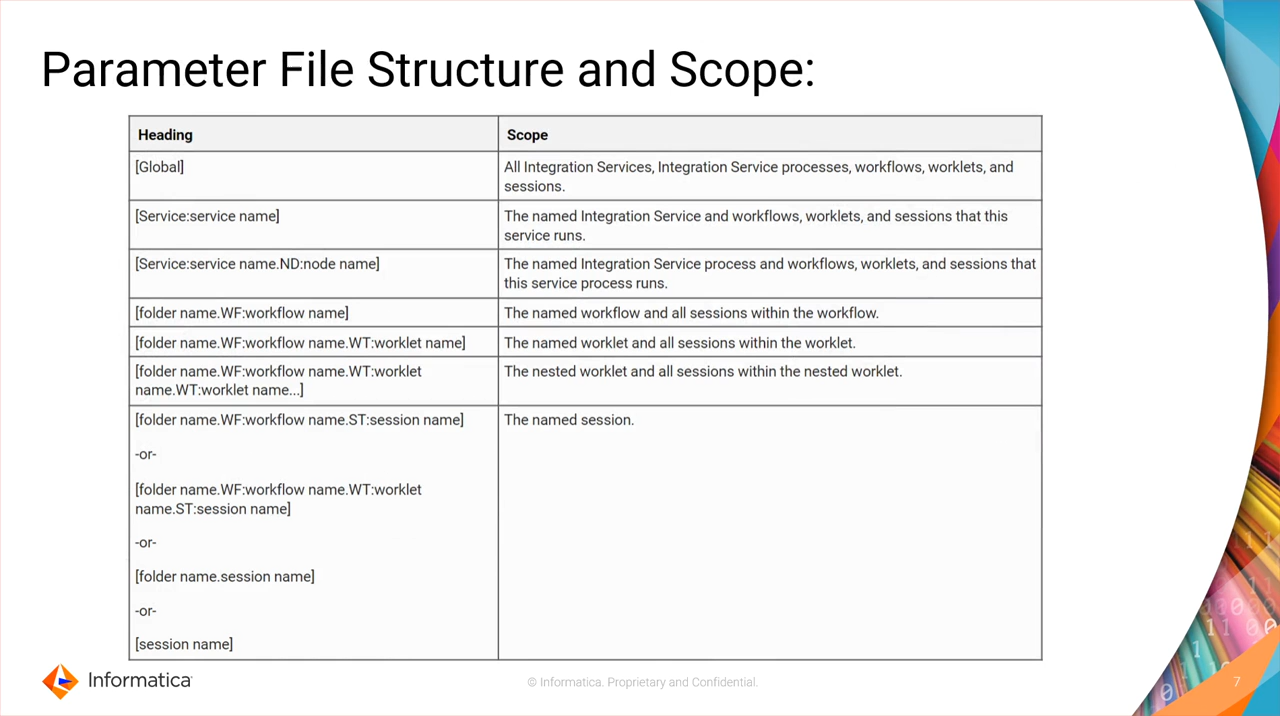 Parameter File Structure and Scope:
Heading
Scope
[Global]
All Integration Services, Integration Service processes, workflows, worklets, and
sessions.
[Service:service name]
The named Integration Service and workflows, worklets, and sessions that this
service runs.
[Service:service name.ND:node name]
The named Integration Service process and workflows, worklets, and sessions that
this service process runs.
[folder name.WF:workflow name]
The named workflow and all sessions within the workflow.
[folder name.WF:workflow name.WT:worklet name]
The named worklet and all sessions within the worklet.
[folder name.WF:workflow name.WT:worklet
name.WT:worklet name...]
The nested worklet and all sessions within the nested worklet.
[folder name.WF:workflow name.ST:session name]
The named session.
-or-
[folder name.WF:workflow name.WT:worklet
name.ST:session name]
-or-
[folder name.session name]
-or-
[session name]
Informatica
© Informatica. Proprietary and Confidential.
7